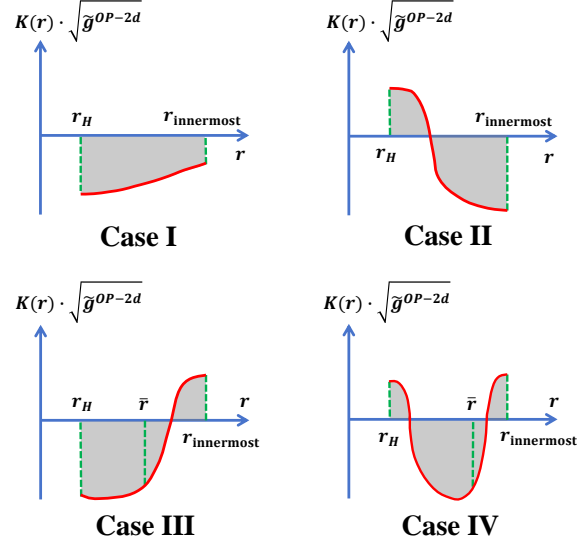 K(r) · √g̃^{OP−2d}
r_H
r_innermost
r
Case I
K(r) · √g̃^{OP−2d}
r_innermost
r_H
r
Case II
K(r) · √g̃^{OP−2d}
r_H
r̄
r
r_innermost
Case III
K(r) · √g̃^{OP−2d}
r̄
r
r_H
r_innermost
Case IV